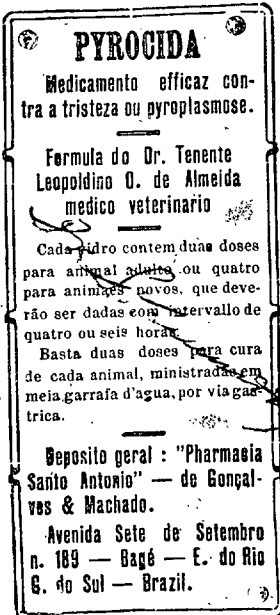 PYROCIDA
Medicamento efficaz con-
tra a tristeza ou pyroplasmose.
Formula do Dr. Tenente
Leopoldino O. de Almeida
medico veterinario
Cada vidro contem duas doses
para animal adulto ou quatro
para animaes novos, que deve-
rão ser dadas com intervallo de
quatro ou seis horas.
Basta duas doses para cura
de cada animal, ministradas em
meia garrafa d'agua, por via gas-
trica.
Deposito geral : "Pharmasia
Santo Antonio" — de Gonçal-
ves & Machado.
Avenida Sete de Setembro
n. 189 — Bagé — E. do Rio
G. do Sul — Brazil.